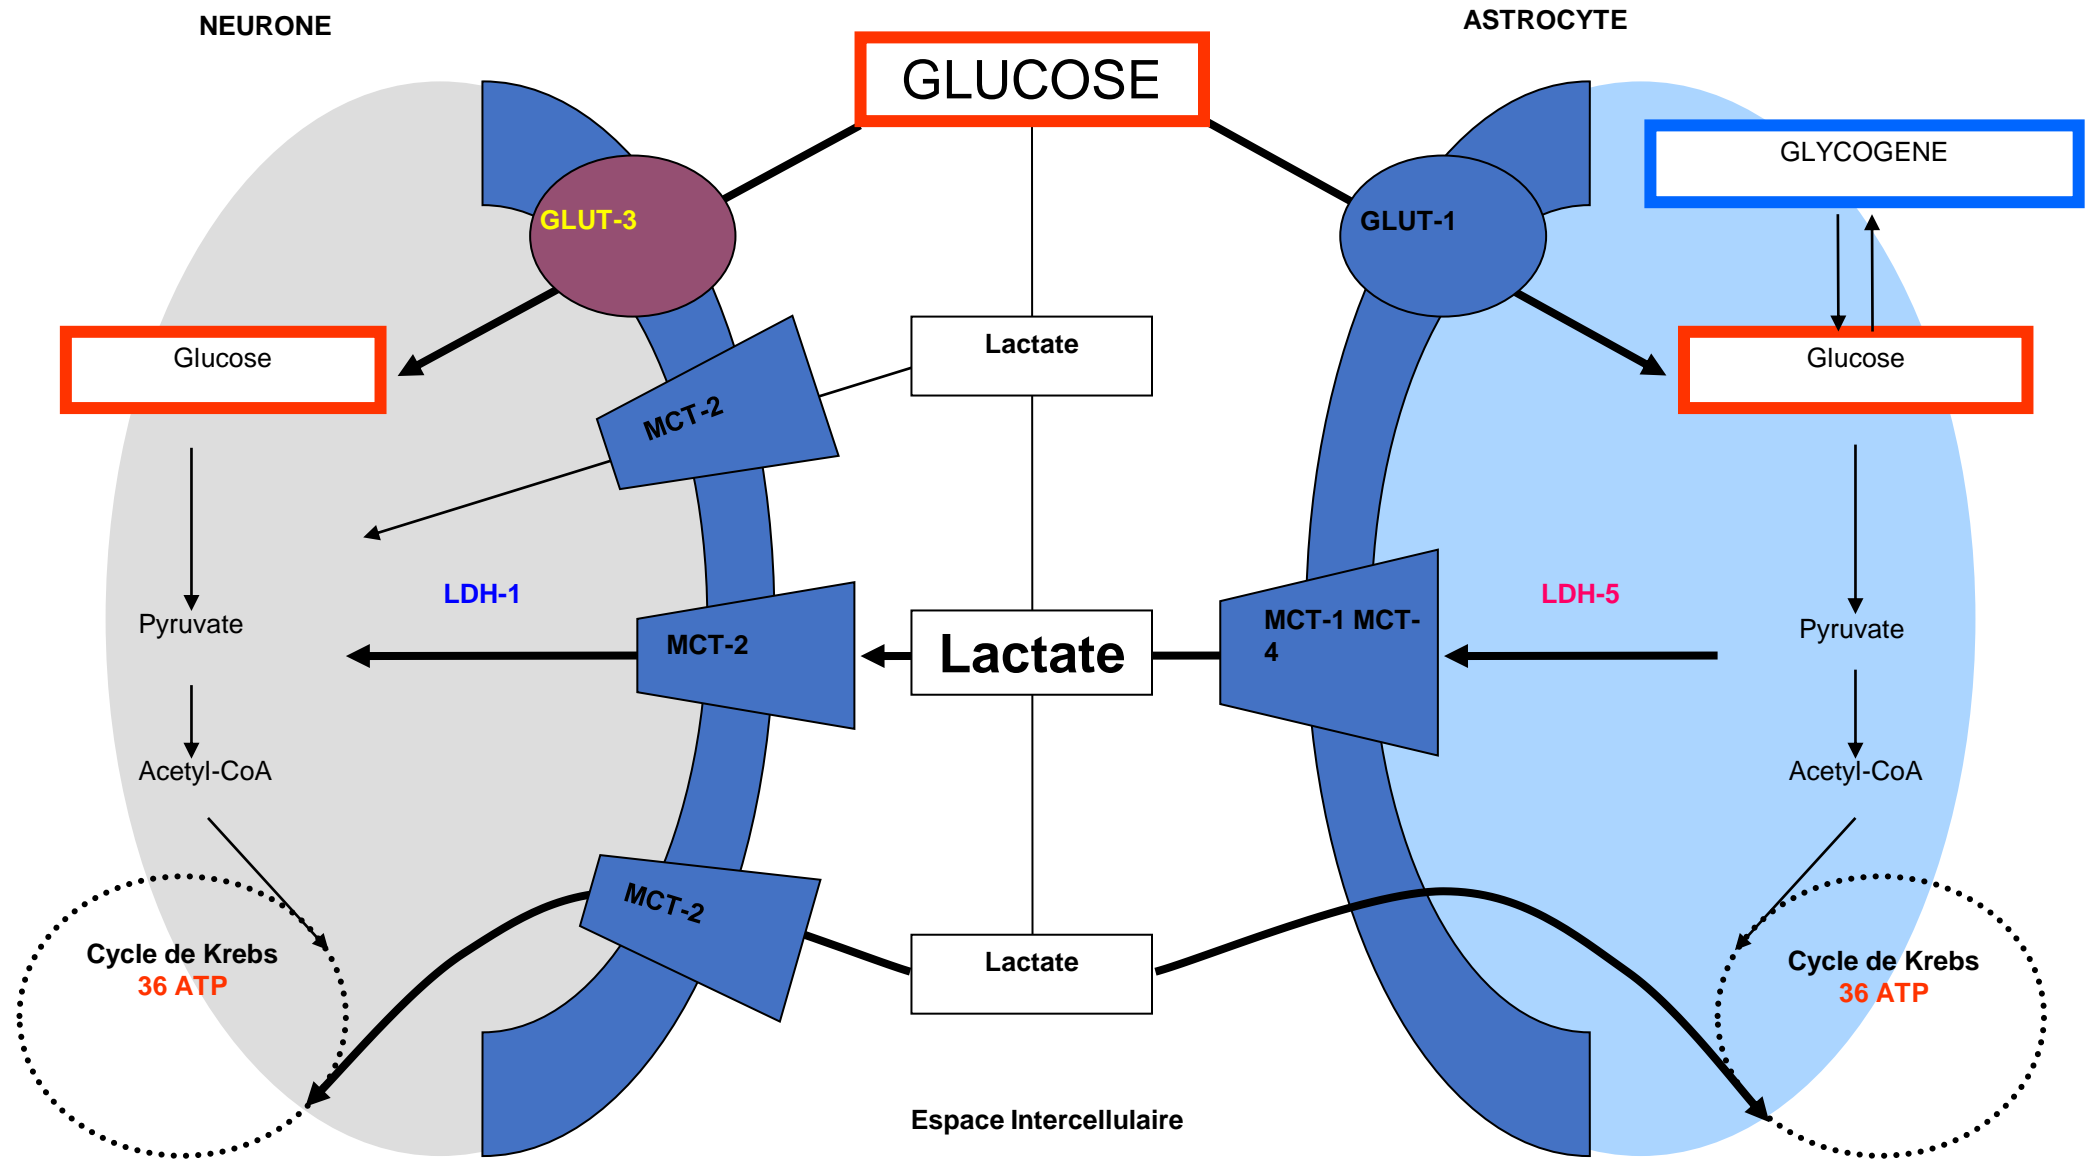 NEURONE
ASTROCYTE
GLUCOSE
GLYCOGENE
GLUT-3
GLUT-1
Glucose
Lactate
Glucose
MCT-2
LDH-1
LDH-5
Pyruvate
MCT-2
Lactate
MCT-1 MCT-
4
Pyruvate
Acetyl-CoA
Acetyl-CoA
MCT-2
Cycle de Krebs
36 ATP
Lactate
Cycle de Krebs
36 ATP
Espace Intercellulaire